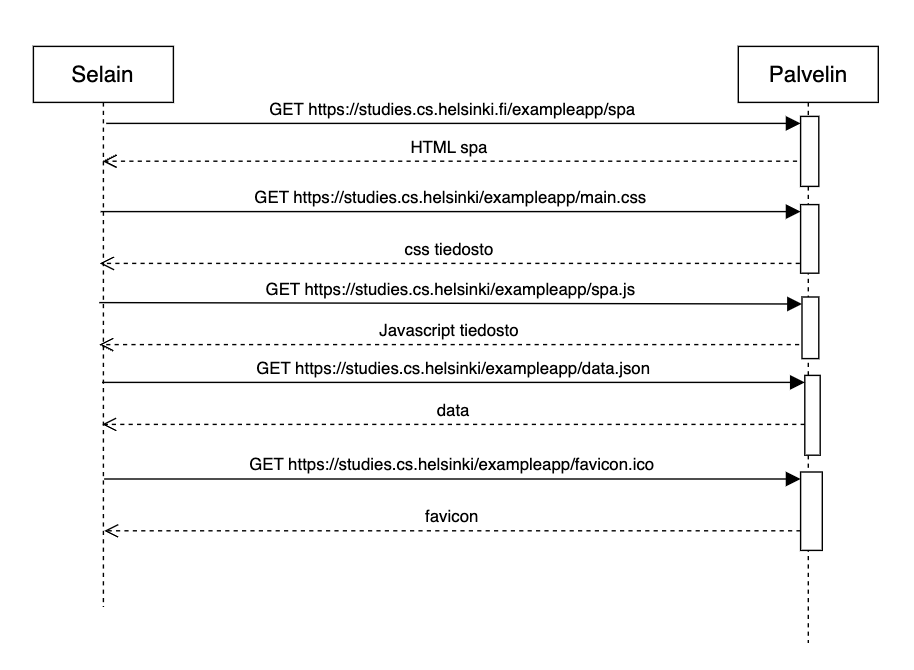 Selain
Palvelin
GET https://studies.cs.helsinki.fi/exampleapp/spa
HTML spa
GET https://studies.cs.helsinki/exampleapp/main.css
css tiedosto
GET https://studies.cs.helsinki/exampleapp/spa.js
Javascript tiedosto
GET https://studies.cs.helsinki/exampleapp/data.json
data
GET https://studies.cs.helsinki/exampleapp/favicon.ico
favicon